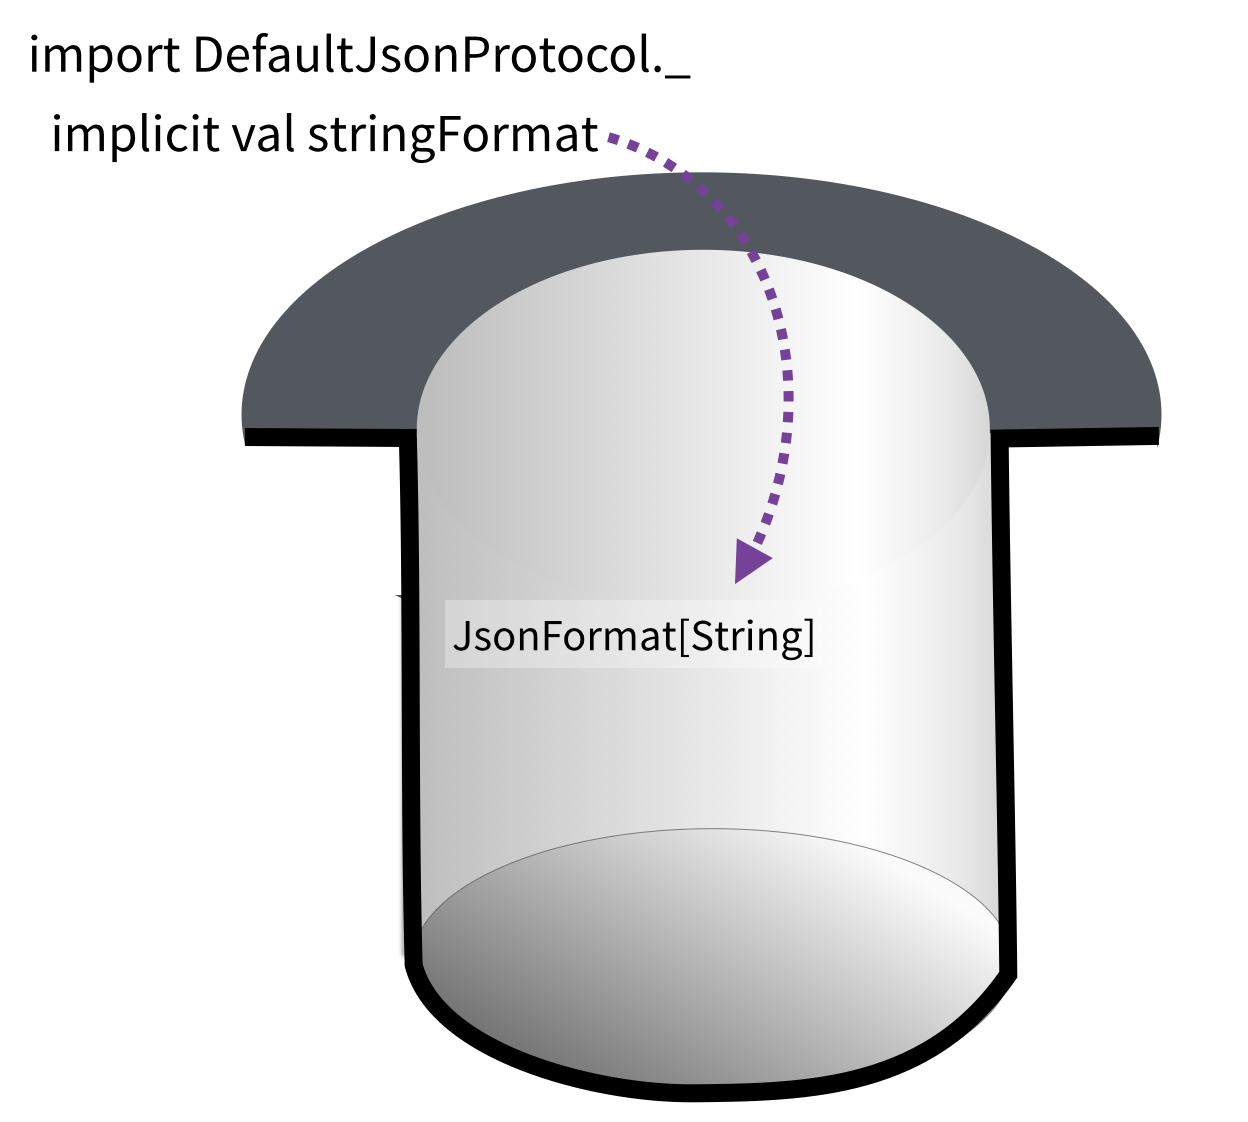 import DefaultJsonProtocol._
implicit val stringFormat
JsonFormat[String]